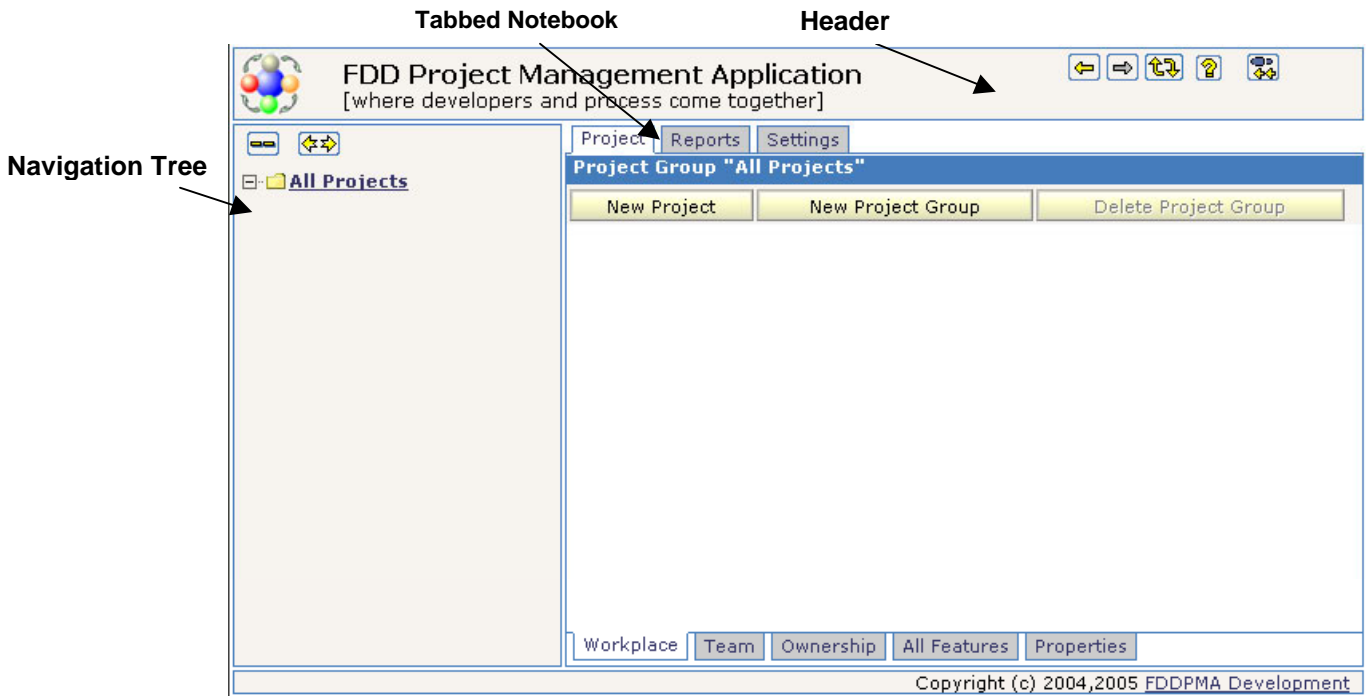 Tabbed Notebook
Header
FDD Project Management Application
[where developers and process come together]
Navigation Tree
All Projects
Project Reports Settings
Project Group "All Projects"
New Project New Project Group Delete Project Group
Workplace Team Ownership All Features Properties
Copyright (c) 2004,2005 FDDPMA Development